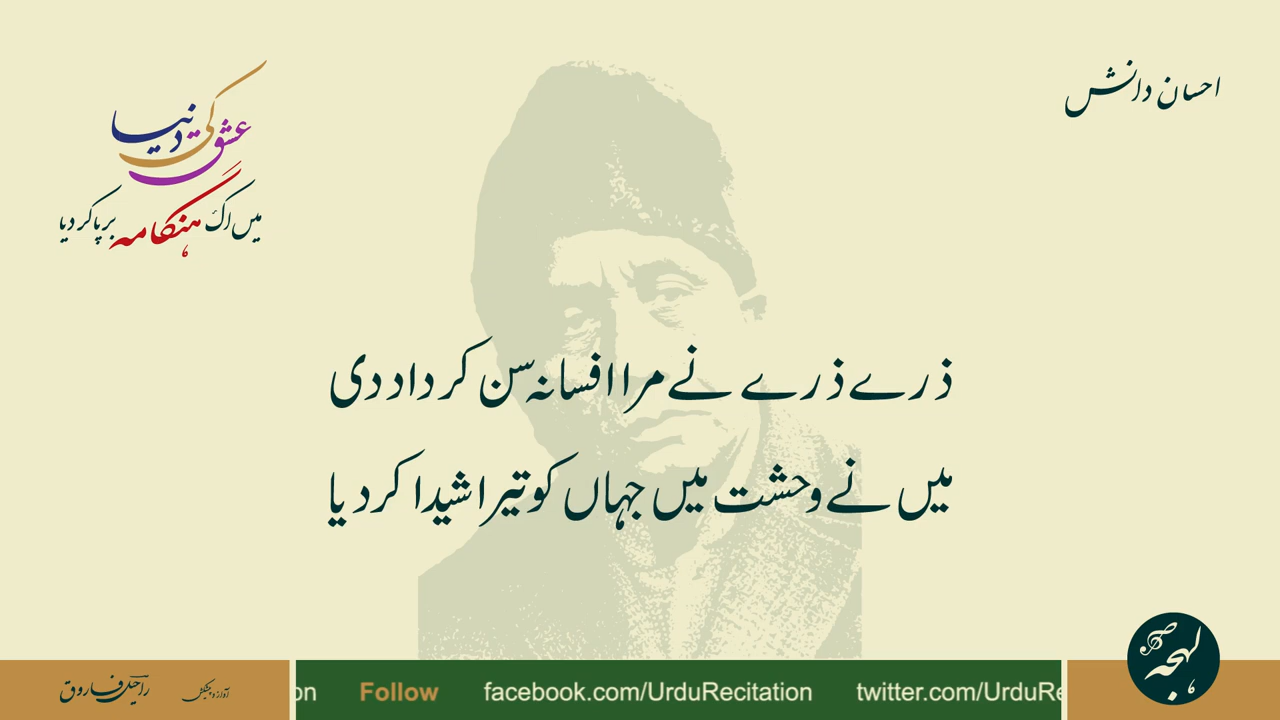 احسان دانش
عشق کی دنیا
میں اک ہنگامہ برپا کر دیا
ذرے ذرے نے مرا افسانہ سن کر داد دی
میں نے وحشت میں جہاں کو تیرا شیدا کر دیا
لہجہ
on Follow facebook.com/UrduRecitation twitter.com/UrduRe
آواز و پیشکش راحیلؔ فاروق